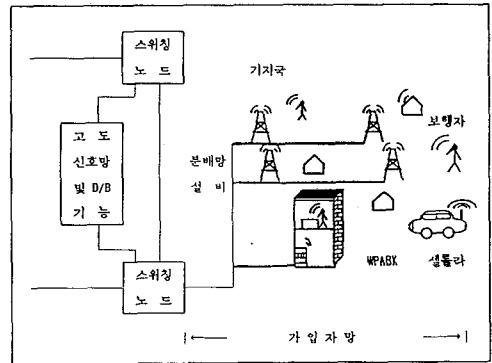 스위칭
노 드
기지국
보행자
고 도
신호망
및 D/B
기 능
분배망
설 비
WPABX
셀룰라
스위칭
노 드
가 입 자 망